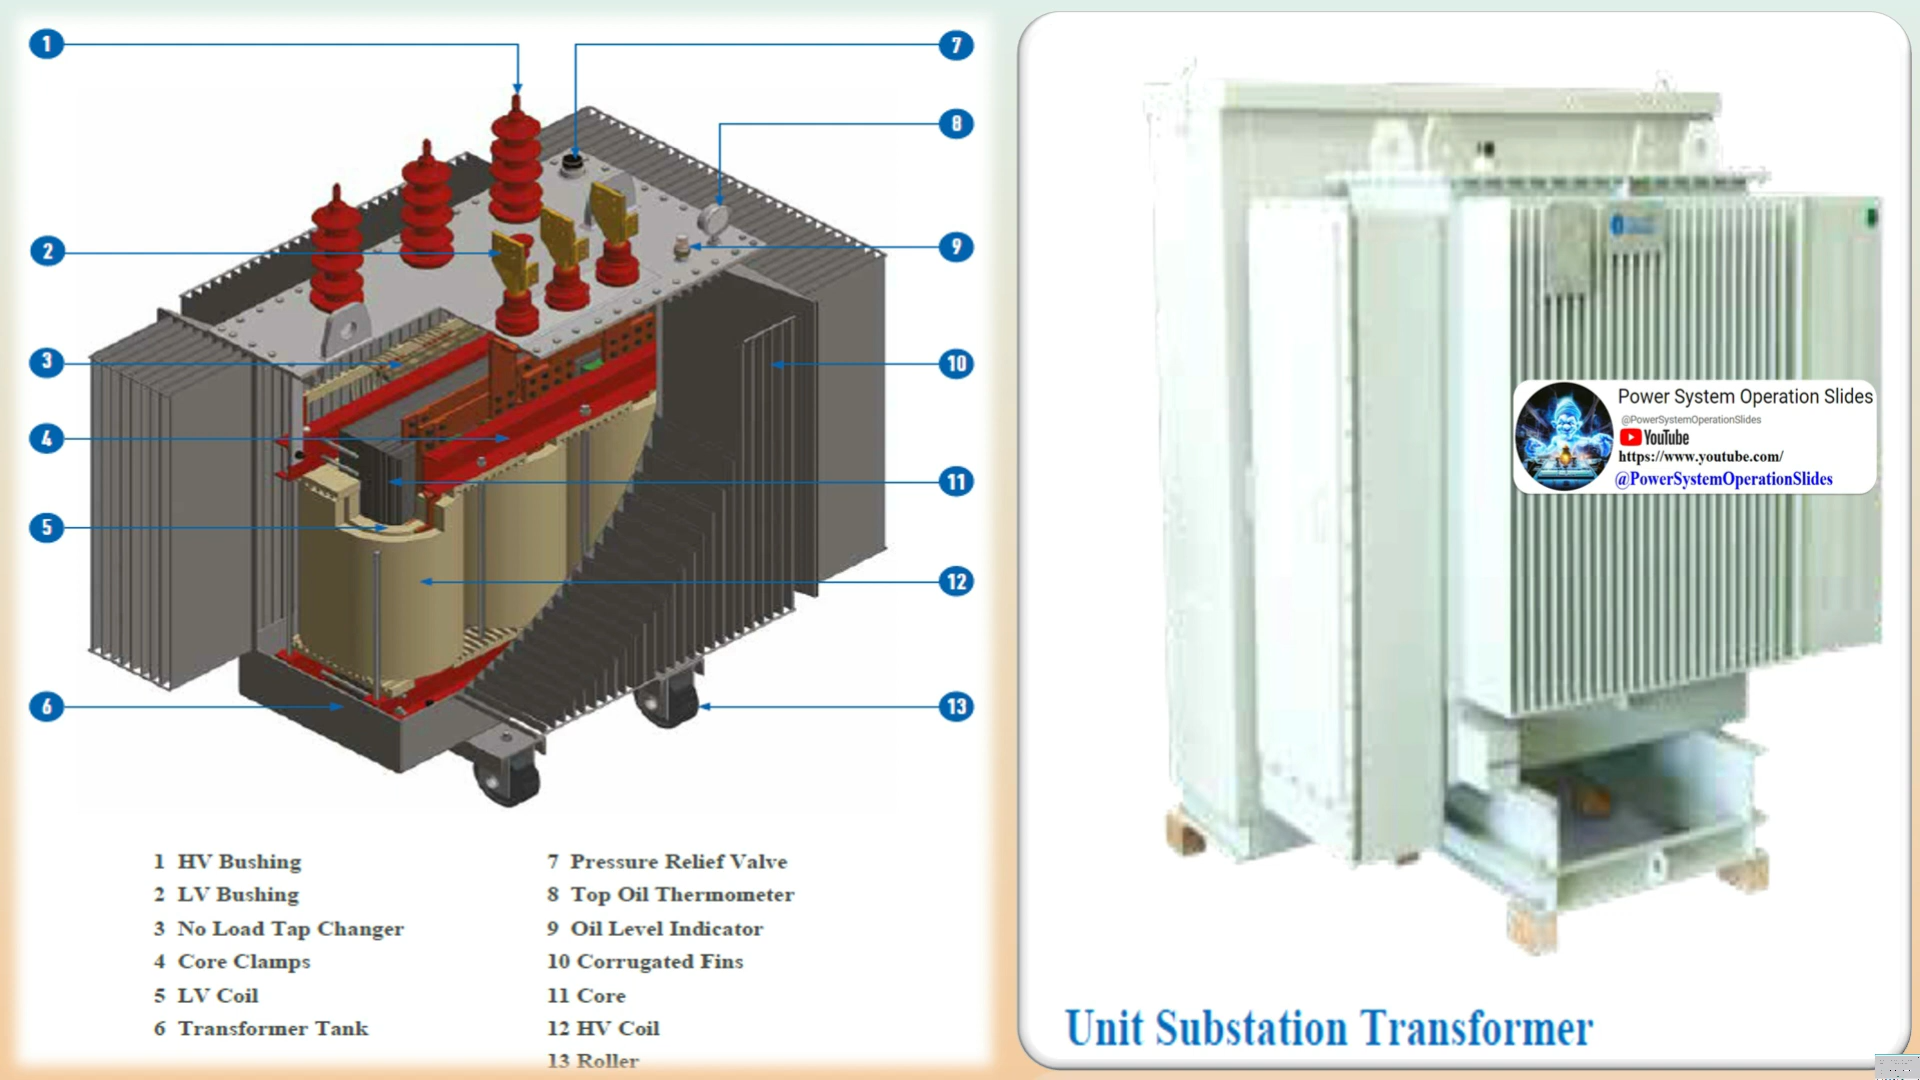 1
7
8
2
9
3
10
4
11
5
12
6
13
1 HV Bushing
2 LV Bushing
3 No Load Tap Changer
4 Core Clamps
5 LV Coil
6 Transformer Tank
7 Pressure Relief Valve
8 Top Oil Thermometer
9 Oil Level Indicator
10 Corrugated Fins
11 Core
12 HV Coil
13 Roller
Power System Operation Slides
@PowerSystemOperationSlides
YouTube
https://www.youtube.com/
@PowerSystemOperationSlides
Unit Substation Transformer